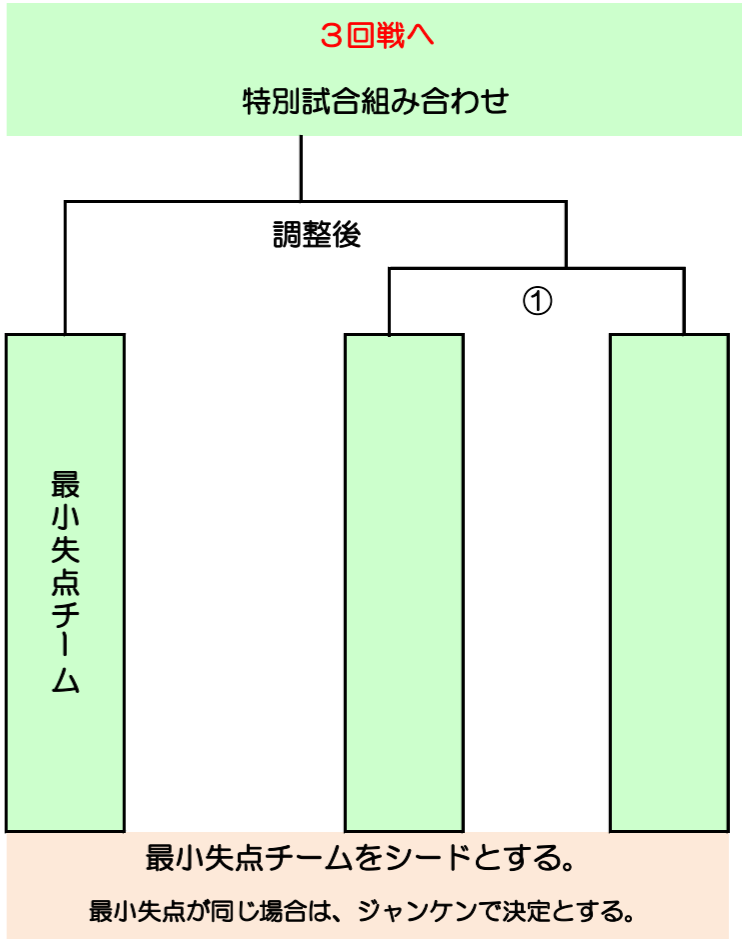 ３回戦へ
特別試合組み合わせ
調整後
①
最小失点チーム
最小失点チームをシードとする。
最小失点が同じ場合は、ジャンケンで決定とする。